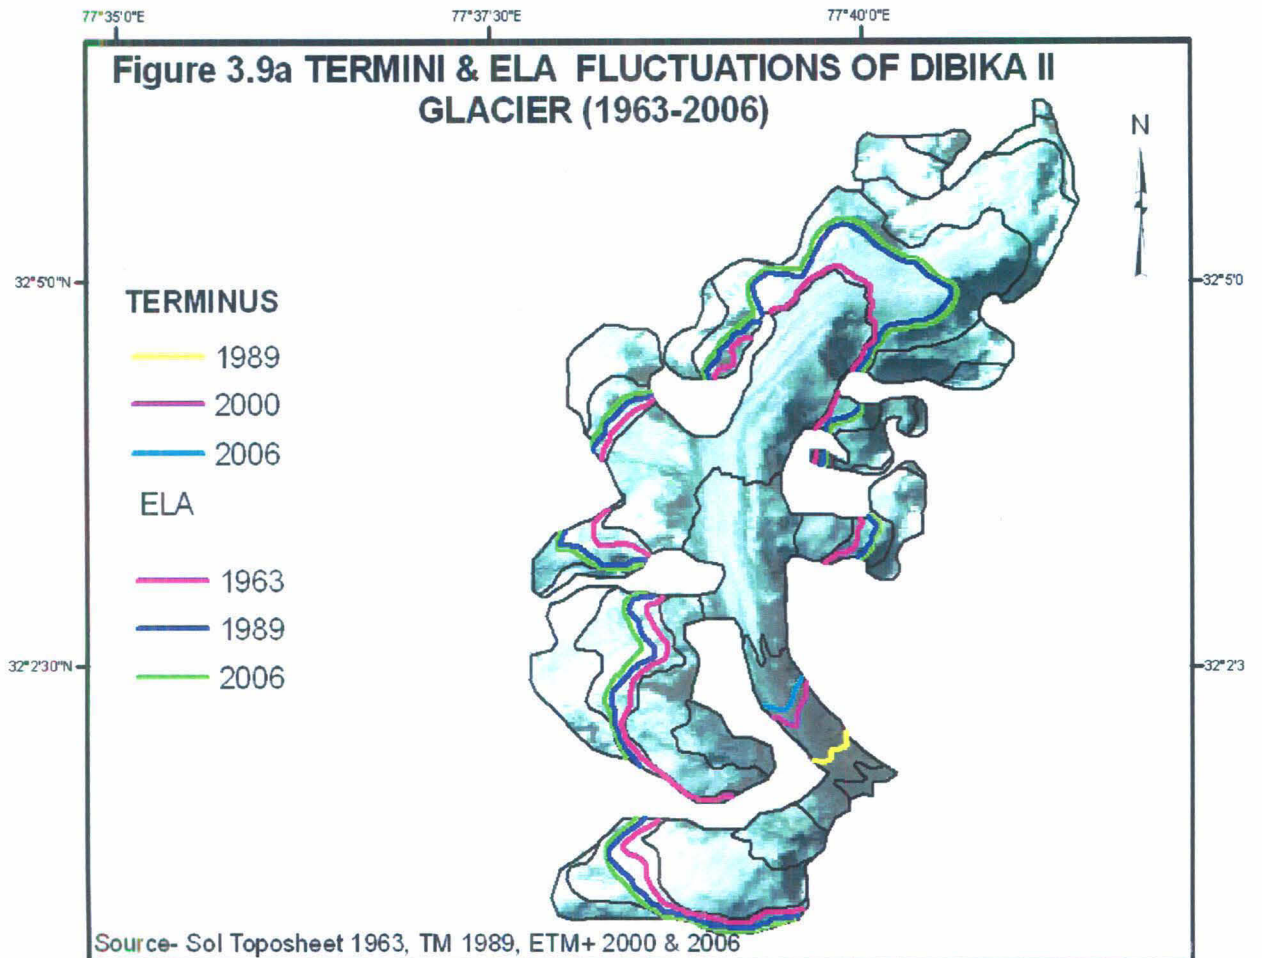 77°35'0"E 77°37'30"E 77°40'0"E
Figure 3.9a TERMINI & ELA FLUCTUATIONS OF DIBIKA II
GLACIER (1963-2006)
N
32°5'0"N 32°5'0
TERMINUS
1989
2000
2006
ELA
1963
1989
2006
32°2'30"N 32°2'3
Source- SoI Toposheet 1963, TM 1989, ETM+ 2000 & 2006